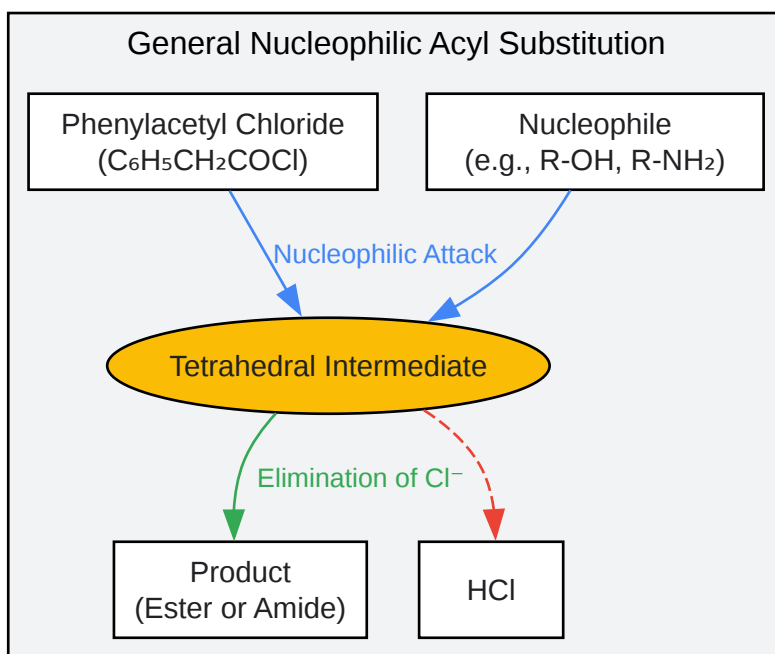 General Nucleophilic Acyl Substitution
Phenylacetyl Chloride
(C₆H₅CH₂COCl)
Nucleophile
(e.g., R-OH, R-NH₂)
Nucleophilic Attack
Tetrahedral Intermediate
Elimination of Cl⁻
Product
(Ester or Amide)
HCl